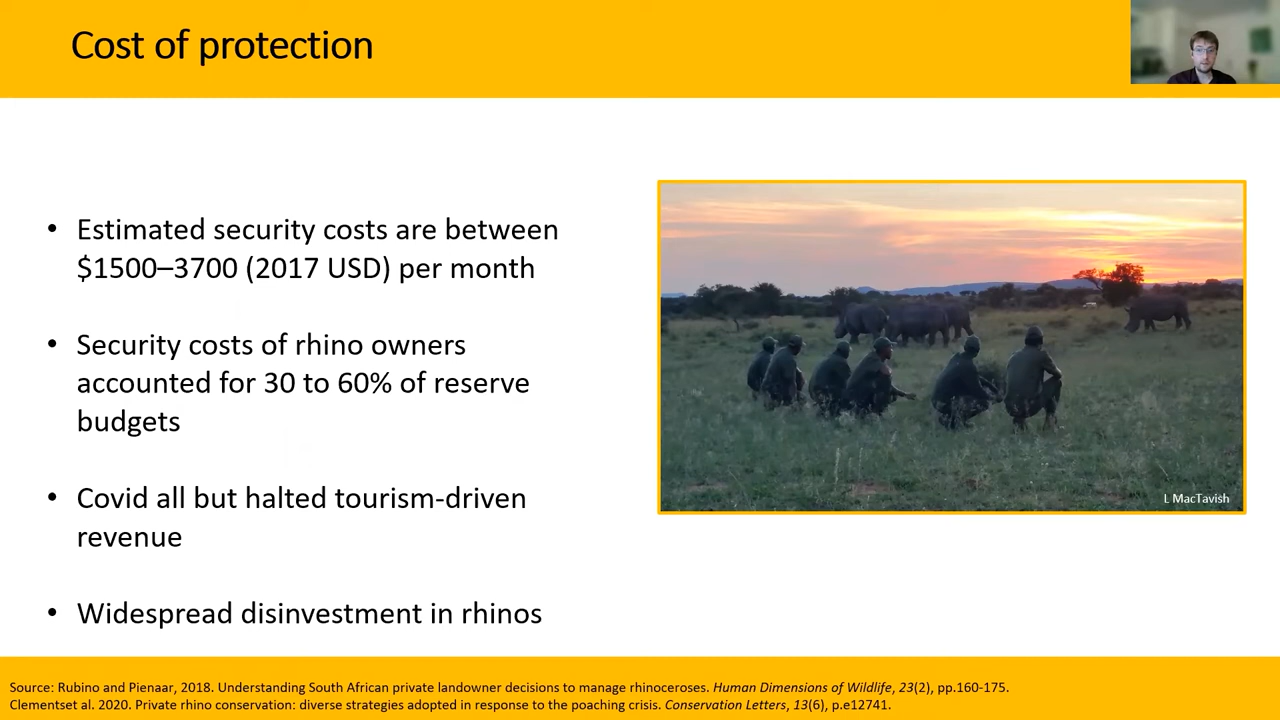 Cost of protection
• Estimated security costs are between
$1500–3700 (2017 USD) per month
• Security costs of rhino owners
accounted for 30 to 60% of reserve
budgets
• Covid all but halted tourism-driven
revenue
• Widespread disinvestment in rhinos
L MacTavish
Source: Rubino and Pienaar, 2018. Understanding South African private landowner decisions to manage rhinoceroses. Human Dimensions of Wildlife, 23(2), pp.160-175.
Clementset al. 2020. Private rhino conservation: diverse strategies adopted in response to the poaching crisis. Conservation Letters, 13(6), p.e12741.